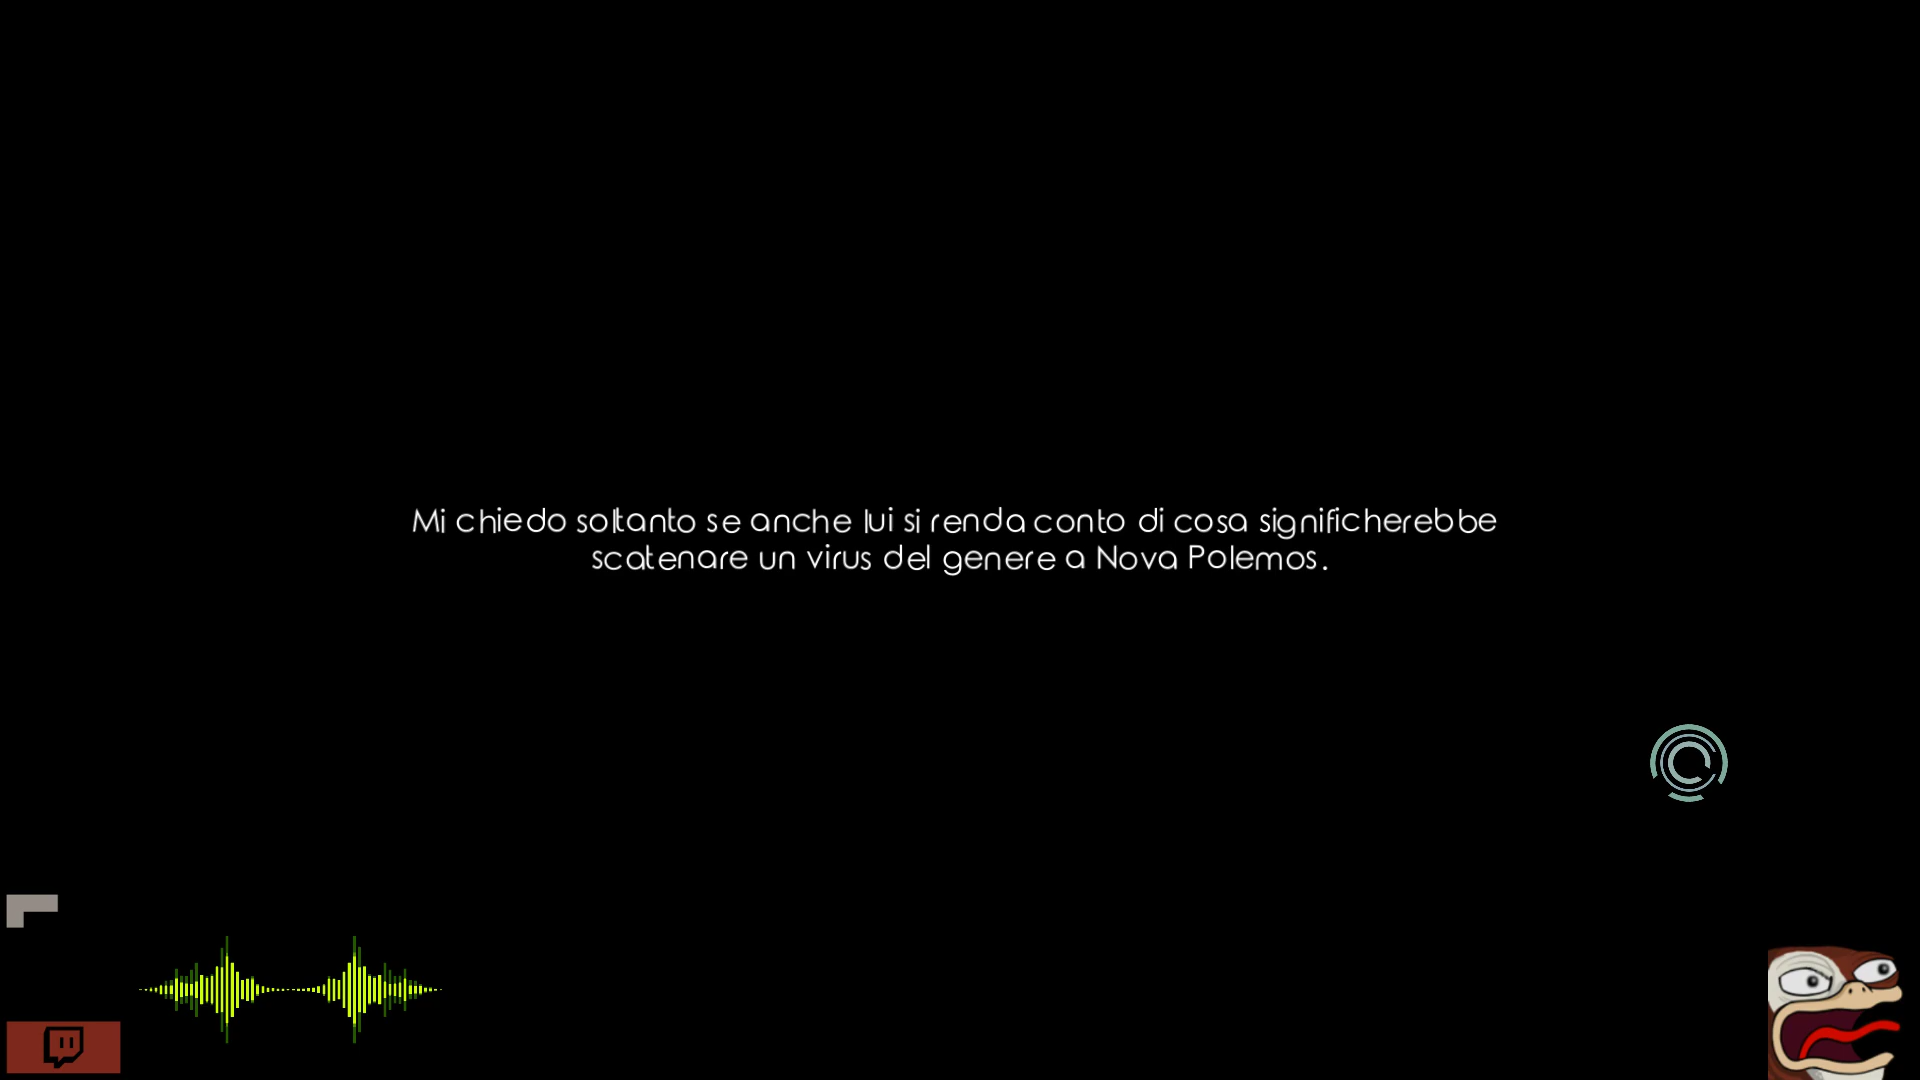 Mi chiedo soltanto se anche lui si renda conto di cosa significherebbe
scatenare un virus del genere a Nova Polemos.